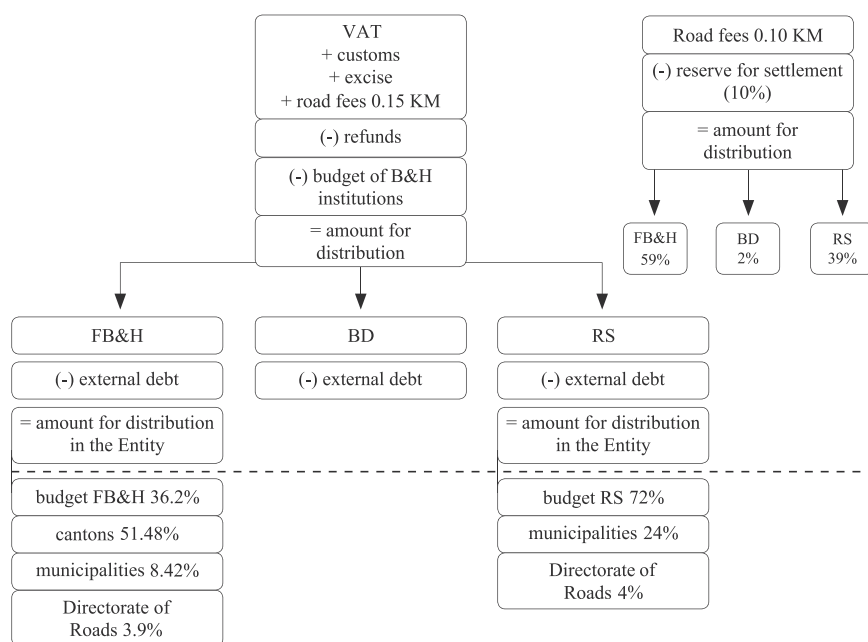 VAT
+ customs
+ excise
+ road fees 0.15 KM
(-) refunds
(-) budget of B&H
institutions
= amount for
distribution
Road fees 0.10 KM
(-) reserve for settlement
(10%)
= amount for
distribution
FB&H
59%
BD
2%
RS
39%
FB&H
(-) external debt
= amount for distribution
in the Entity
budget FB&H 36.2%
cantons 51.48%
municipalities 8.42%
Directorate of
Roads 3.9%
BD
(-) external debt
RS
(-) external debt
= amount for distribution
in the Entity
budget RS 72%
municipalities 24%
Directorate of
Roads 4%